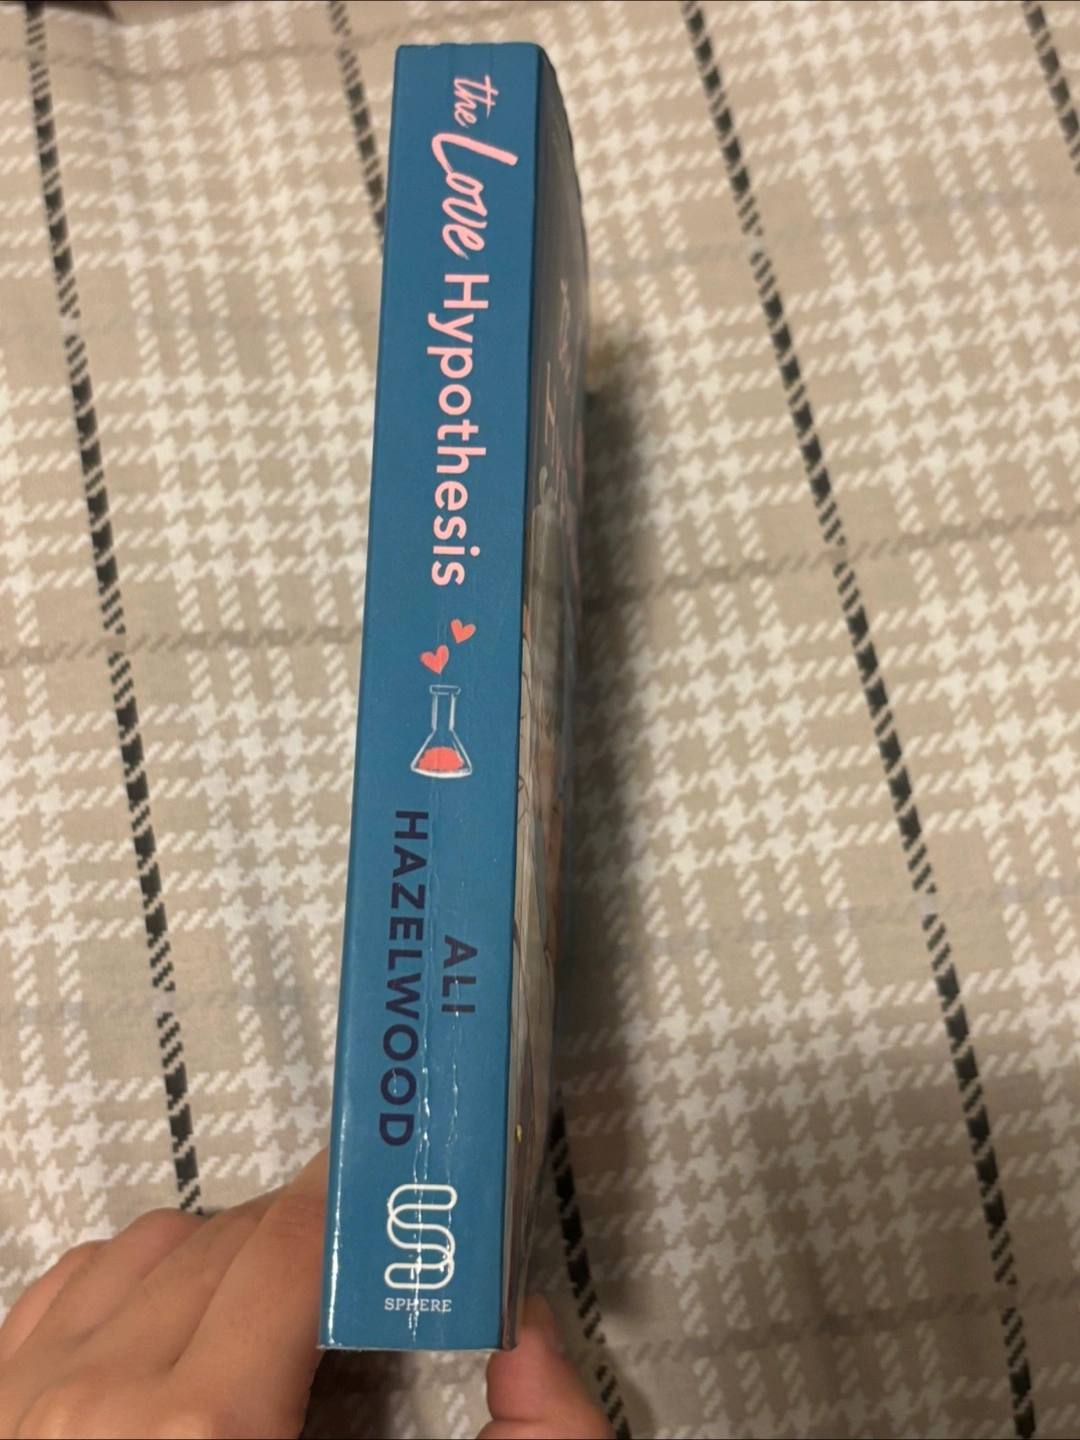 the Love Hypothesis
ALI
HAZELWOOD
SPHERE